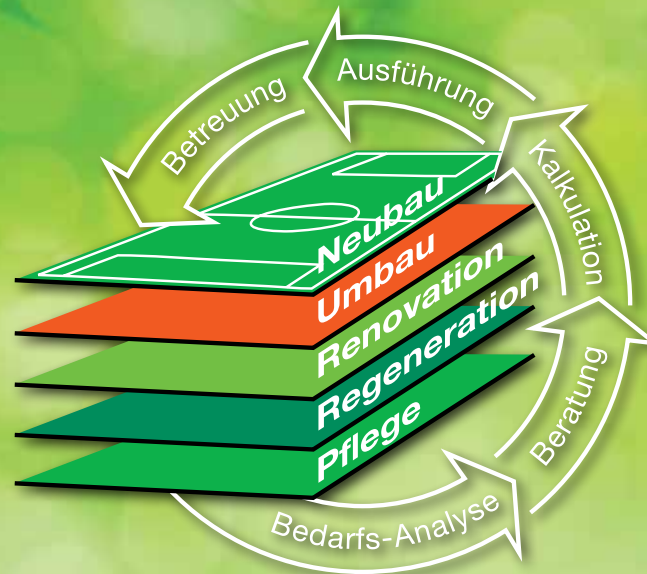 Neubau
Umbau
Renovation
Regeneration
Pflege
Bedarfs-Analyse
Beratung
Kalkulation
Ausführung
Betreuung